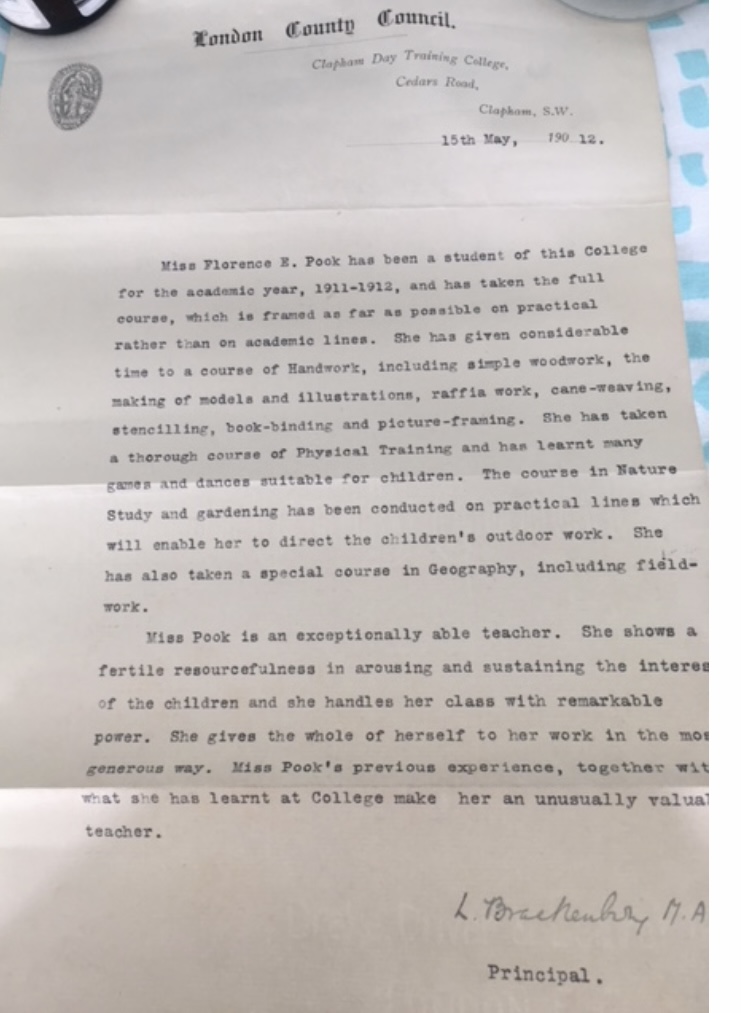 London County Council.
Clapham Day Training College,
Cedars Road,
Clapham, S.W.
15th May, 190 12.
Miss Florence E. Pook has been a student of this College
for the academic year, 1911-1912, and has taken the full
course, which is framed as far as possible on practical
rather than on academic lines. She has given considerable
time to a course of Handwork, including simple woodwork, the
making of models and illustrations, raffia work, cane-weaving,
stencilling, book-binding and picture-framing. She has taken
a thorough course of Physical Training and has learnt many
games and dances suitable for children. The course in Nature
Study and gardening has been conducted on practical lines which
will enable her to direct the children's outdoor work. She
has also taken a special course in Geography, including field-
work.
Miss Pook is an exceptionally able teacher. She shows a
fertile resourcefulness in arousing and sustaining the interes
of the children and she handles her class with remarkable
power. She gives the whole of herself to her work in the mos
generous way. Miss Pook's previous experience, together wit
what she has learnt at College make her an unusually valua
teacher.
L. Brackenbury M.A
Principal.